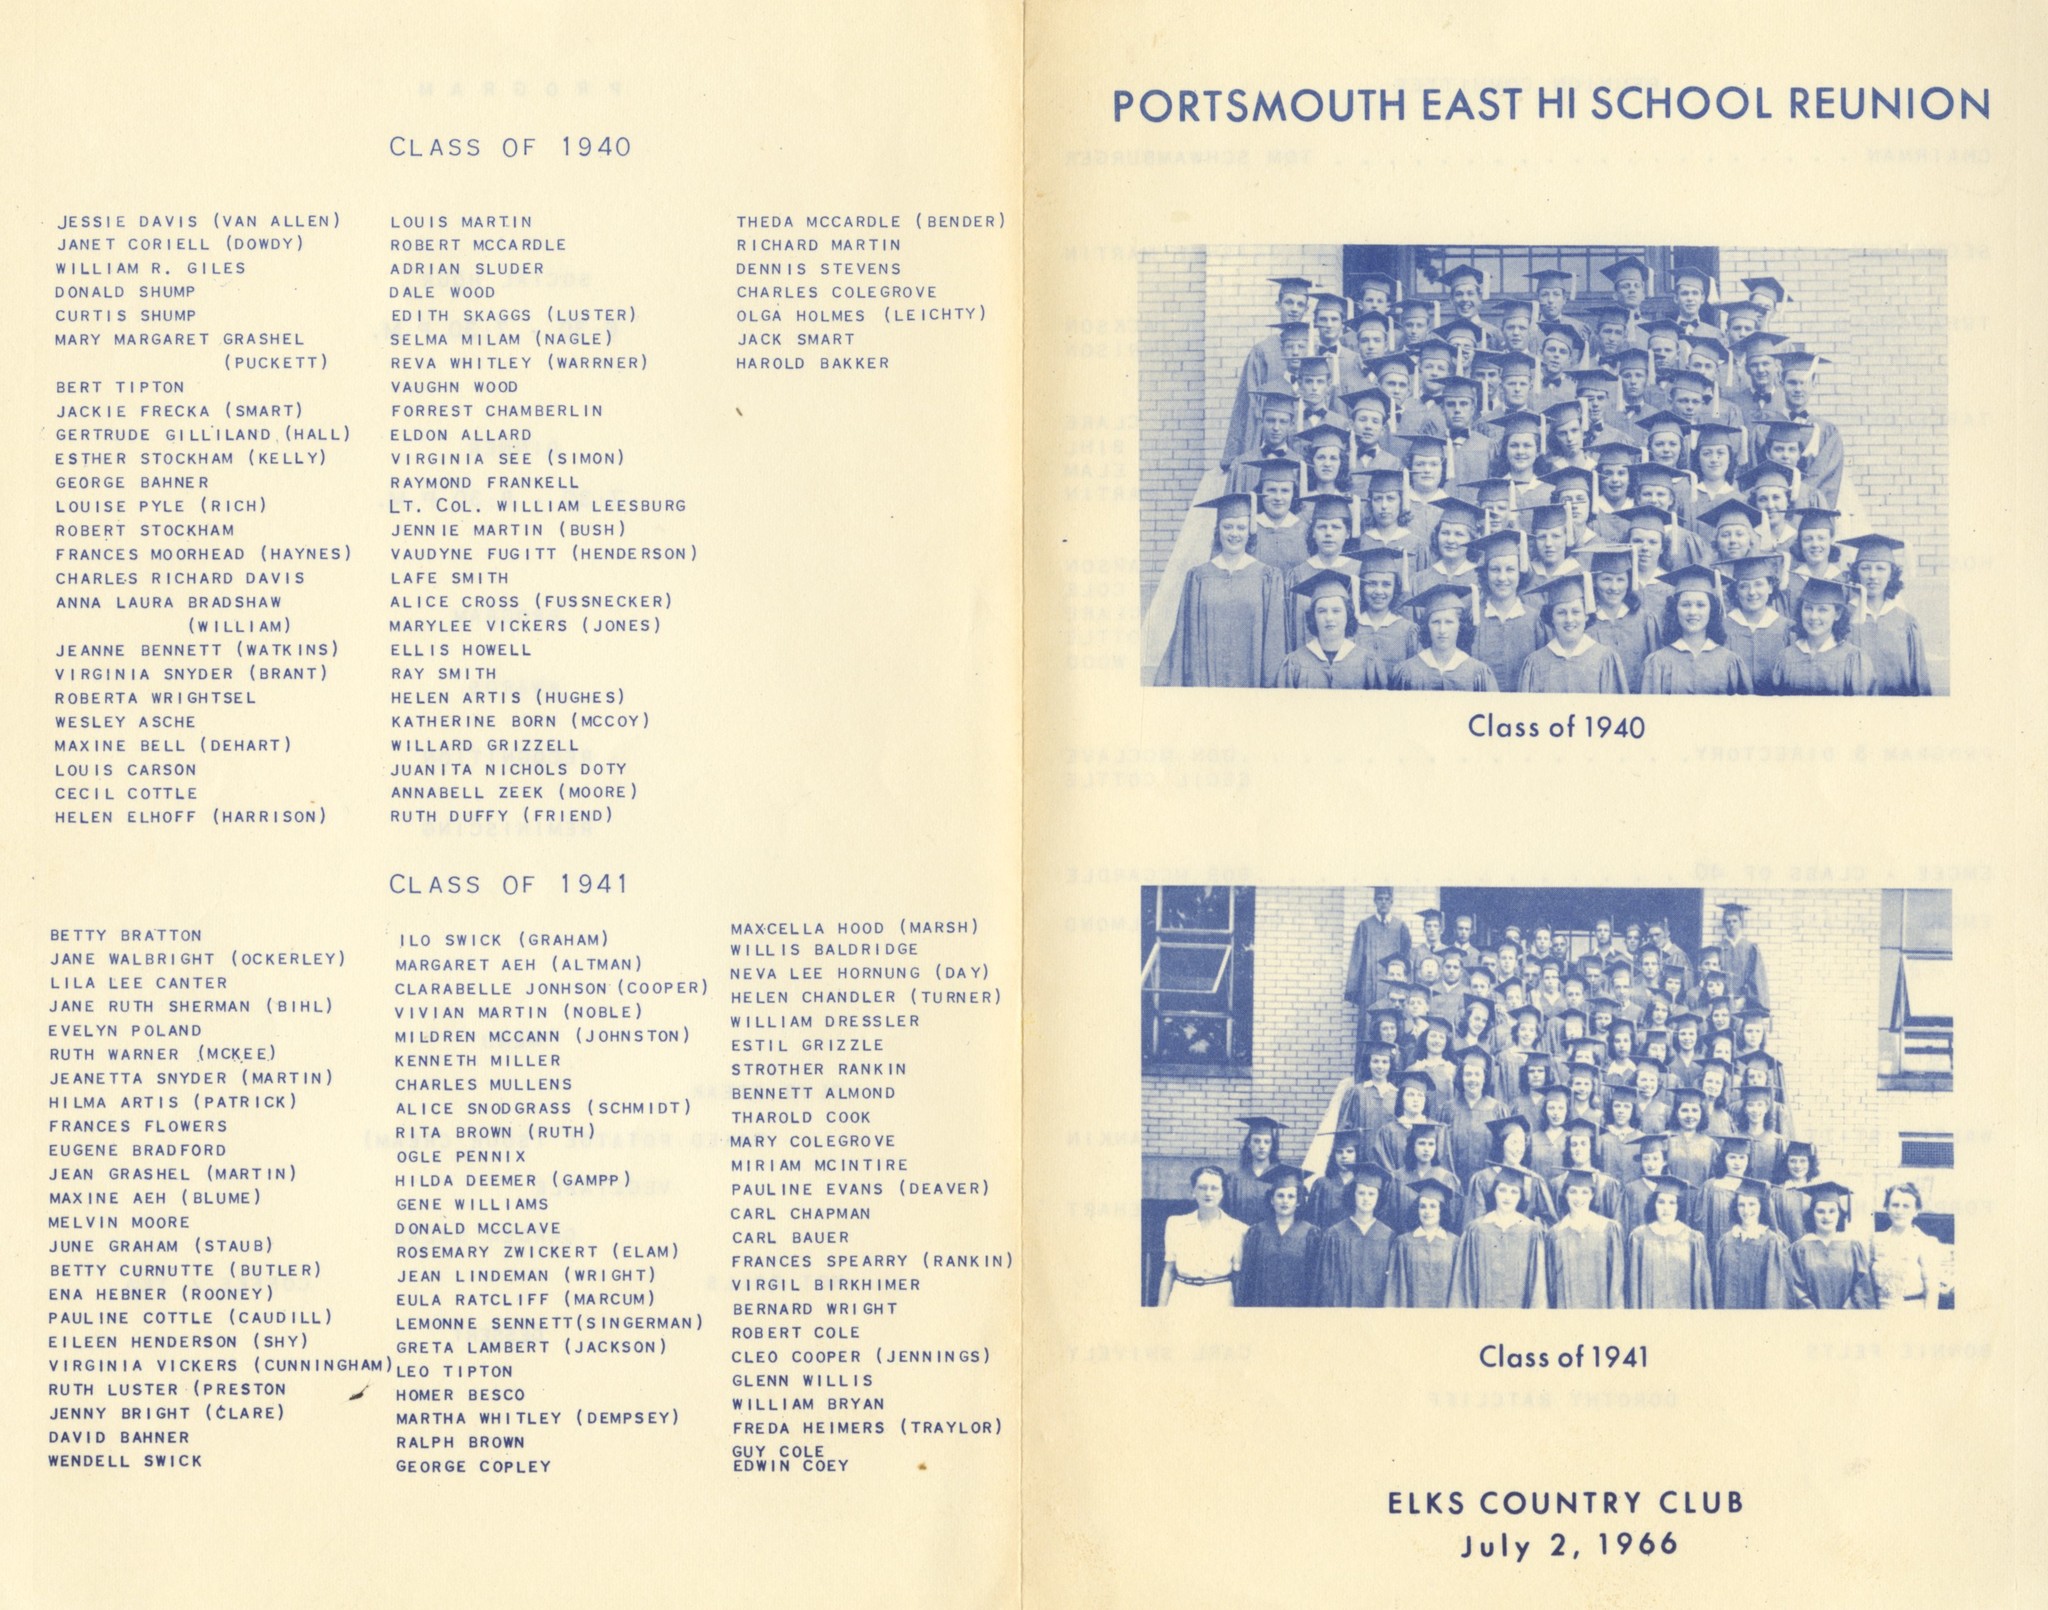 CLASS OF 1940
JESSIE DAVIS (VAN ALLEN)
JANET CORIELL (DOWDY)
WILLIAM R. GILES
DONALD SHUMP
CURTIS SHUMP
MARY MARGARET GRASHEL
(PUCKETT)
BERT TIPTON
JACKIE FRECKA (SMART)
GERTRUDE GILLILAND (HALL)
ESTHER STOCKHAM (KELLY)
GEORGE BAHNER
LOUISE PYLE (RICH)
ROBERT STOCKHAM
FRANCES MOORHEAD (HAYNES)
CHARLES RICHARD DAVIS
ANNA LAURA BRADSHAW
(WILLIAM)
JEANNE BENNETT (WATKINS)
VIRGINIA SNYDER (BRANT)
ROBERTA WRIGHTSEL
WESLEY ASCHE
MAXINE BELL (DEHART)
LOUIS CARSON
CECIL COTTLE
HELEN ELHOFF (HARRISON)
LOUIS MARTIN
ROBERT MCCARDLE
ADRIAN SLUDER
DALE WOOD
EDITH SKAGGS (LUSTER)
SELMA MILAM (NAGLE)
REVA WHITLEY (WARRNER)
VAUGHN WOOD
FORREST CHAMBERLIN
ELDON ALLARD
VIRGINIA SEE (SIMON)
RAYMOND FRANKELL
LT. COL. WILLIAM LEESBURG
JENNIE MARTIN (BUSH)
VAUDYNE FUGITT (HENDERSON)
LAFE SMITH
ALICE CROSS (FUSSNECKER)
MARYLEE VICKERS (JONES)
ELLIS HOWELL
RAY SMITH
HELEN ARTIS (HUGHES)
KATHERINE BORN (MCCOY)
WILLARD GRIZZELL
JUANITA NICHOLS DOTY
ANNABELL ZEEK (MOORE)
RUTH DUFFY (FRIEND)
THEDA MCCARDLE (BENDER)
RICHARD MARTIN
DENNIS STEVENS
CHARLES COLEGROVE
OLGA HOLMES (LEICHTY)
JACK SMART
HAROLD BAKKER
CLASS OF 1941
BETTY BRATTON
JANE WALBRIGHT (OCKERLEY)
LILA LEE CANTER
JANE RUTH SHERMAN (BIHL)
EVELYN POLAND
RUTH WARNER (MCKEE)
JEANETTA SNYDER (MARTIN)
HILMA ARTIS (PATRICK)
FRANCES FLOWERS
EUGENE BRADFORD
JEAN GRASHEL (MARTIN)
MAXINE AEH (BLUME)
MELVIN MOORE
JUNE GRAHAM (STAUB)
BETTY CURNUTTE (BUTLER)
ENA HEBNER (ROONEY)
PAULINE COTTLE (CAUDILL)
EILEEN HENDERSON (SHY)
VIRGINIA VICKERS (CUNNINGHAM)
RUTH LUSTER (PRESTON
JENNY BRIGHT (CLARE)
DAVID BAHNER
WENDELL SWICK
ILO SWICK (GRAHAM)
MARGARET AEH (ALTMAN)
CLARABELLE JONHSON (COOPER)
VIVIAN MARTIN (NOBLE)
MILDREN MCCANN (JOHNSTON)
KENNETH MILLER
CHARLES MULLENS
ALICE SNODGRASS (SCHMIDT)
RITA BROWN (RUTH)
OGLE PENNIX
HILDA DEEMER (GAMPP)
GENE WILLIAMS
DONALD MCCLAVE
ROSEMARY ZWICKERT (ELAM)
JEAN LINDEMAN (WRIGHT)
EULA RATCLIFF (MARCUM)
LEMONNE SENNETT(SINGERMAN)
GRETA LAMBERT (JACKSON)
LEO TIPTON
HOMER BESCO
MARTHA WHITLEY (DEMPSEY)
RALPH BROWN
GEORGE COPLEY
MAXCELLA HOOD (MARSH)
WILLIS BALDRIDGE
NEVA LEE HORNUNG (DAY)
HELEN CHANDLER (TURNER)
WILLIAM DRESSLER
ESTIL GRIZZLE
STROTHER RANKIN
BENNETT ALMOND
THAROLD COOK
MARY COLEGROVE
MIRIAM MCINTIRE
PAULINE EVANS (DEAVER)
CARL CHAPMAN
CARL BAUER
FRANCES SPEARRY (RANKIN)
VIRGIL BIRKHIMER
BERNARD WRIGHT
ROBERT COLE
CLEO COOPER (JENNINGS)
GLENN WILLIS
WILLIAM BRYAN
FREDA HEIMERS (TRAYLOR)
GUY COLE
EDWIN COEY
PORTSMOUTH EAST HI SCHOOL REUNION
Class of 1940
Class of 1941
ELKS COUNTRY CLUB
July 2, 1966